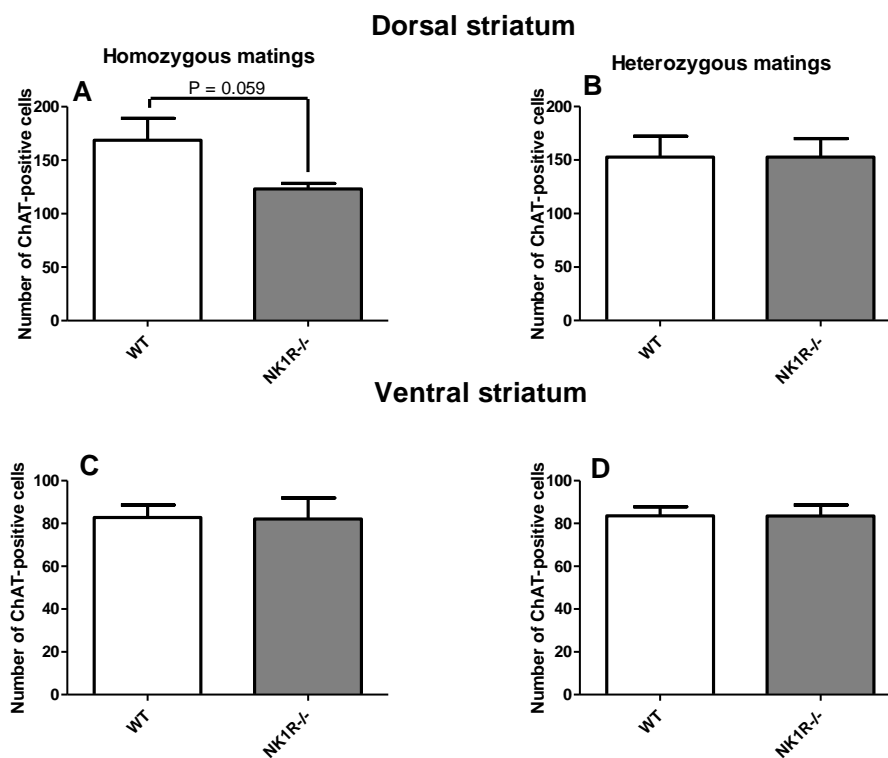 Dorsal striatum
Homozygous matings
Heterozygous matings
A
P = 0.059
B
Number of ChAT-positive cells
200
150
100
50
0
WT
NK1R-/-
Number of ChAT-positive cells
200
150
100
50
0
WT
NK1R-/-
Ventral striatum
C
Number of ChAT-positive cells
100
80
60
40
20
0
WT
NK1R-/-
D
Number of ChAT-positive cells
100
80
60
40
20
0
WT
NK1R-/-